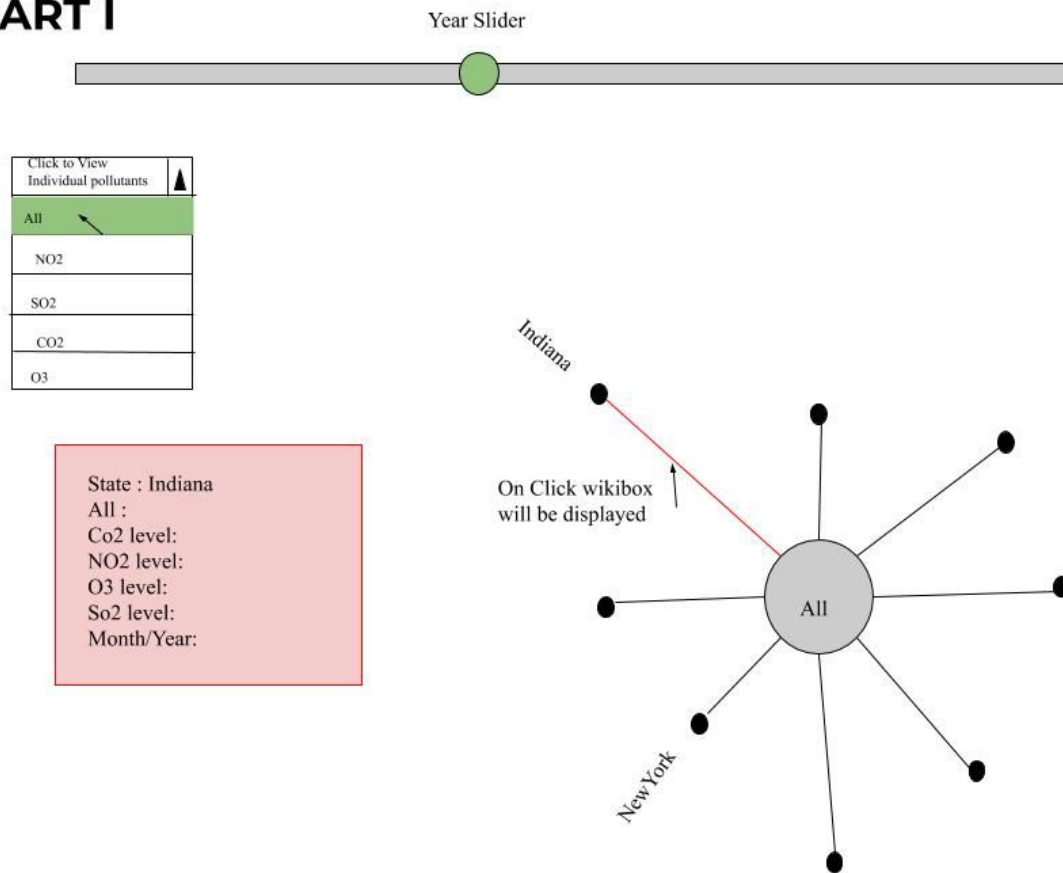 ART I
Year Slider
Click to View
Individual pollutants
All
NO2
SO2
CO2
O3
State : Indiana
All :
Co2 level:
NO2 level:
O3 level:
So2 level:
Month/Year:
Indiana
On Click wikibox
will be displayed
All
NewYork